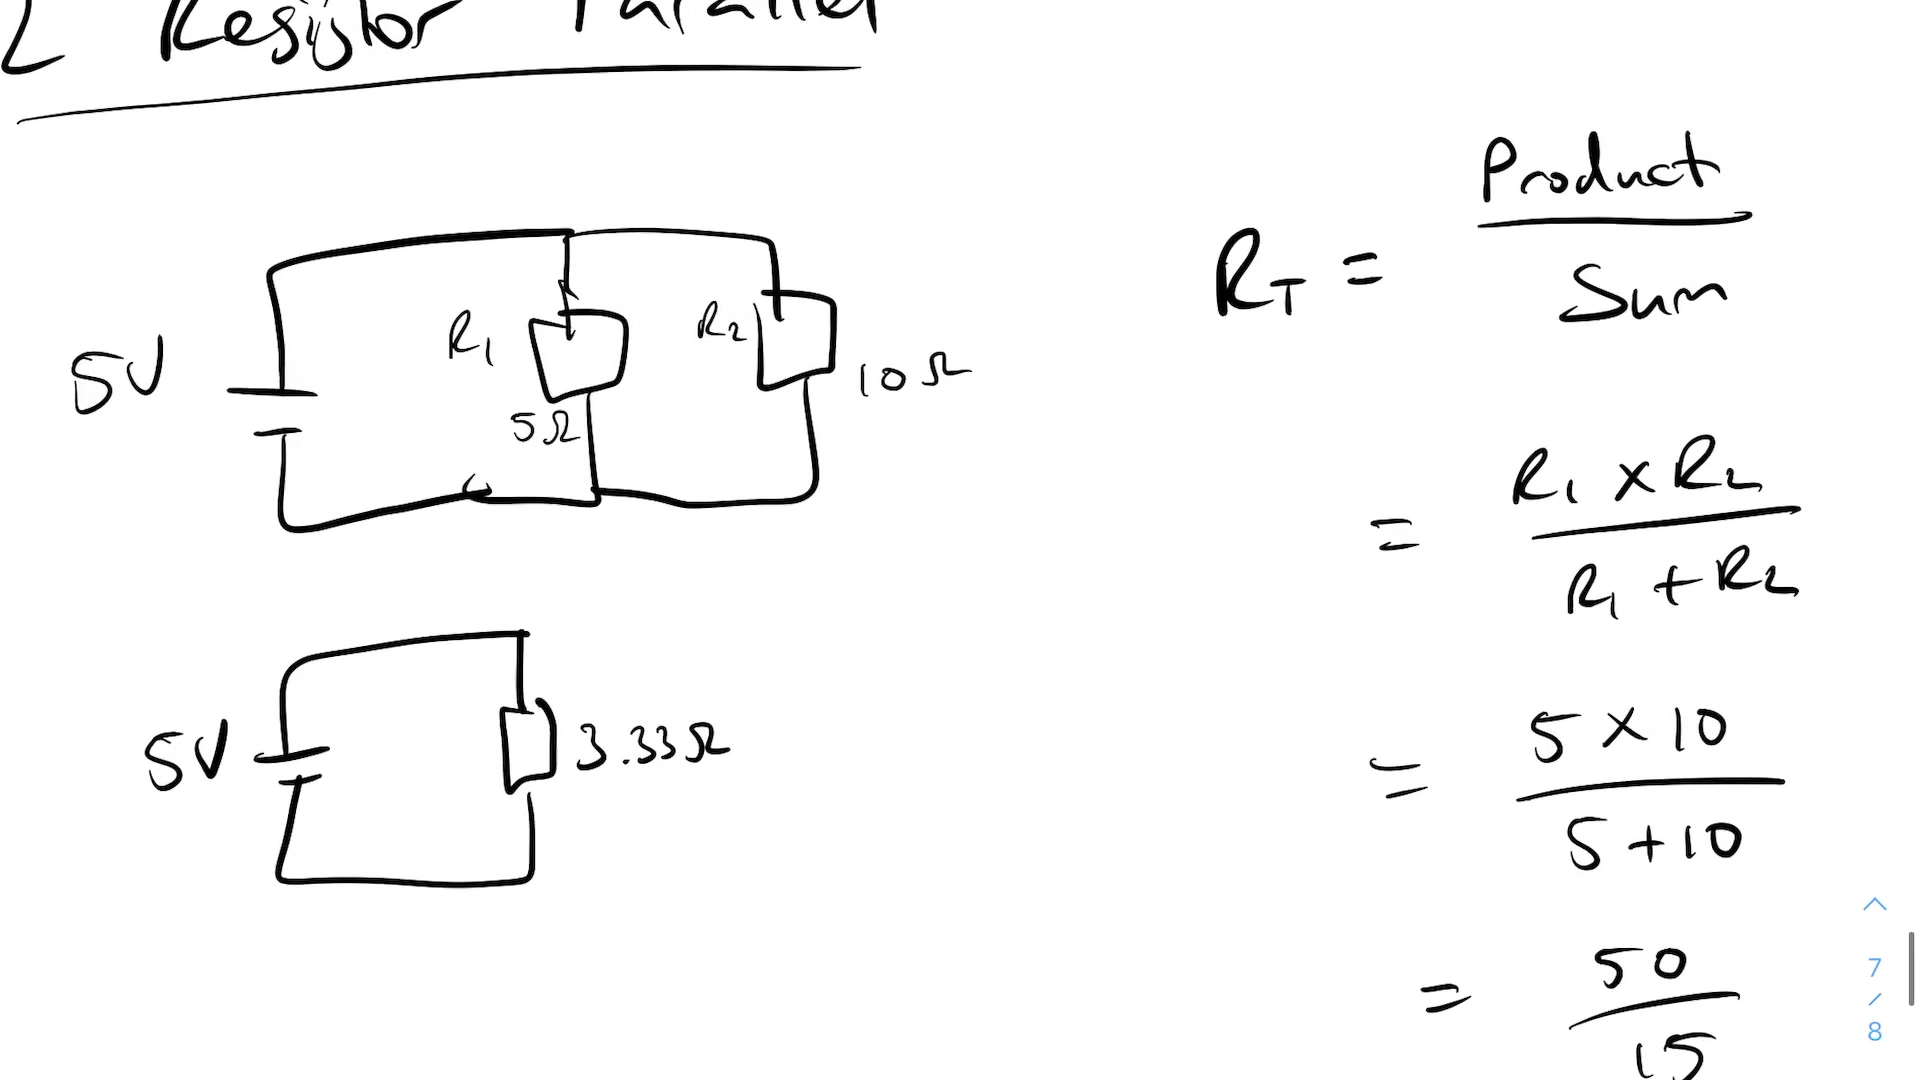 2 Resistor Parallel
5V
R1
5Ω
R2
10Ω
5V
3.33Ω
RT = Product
Sum
= R1 × R2
R1 + R2
= 5 × 10
5 + 10
= 50
15
7
/
8